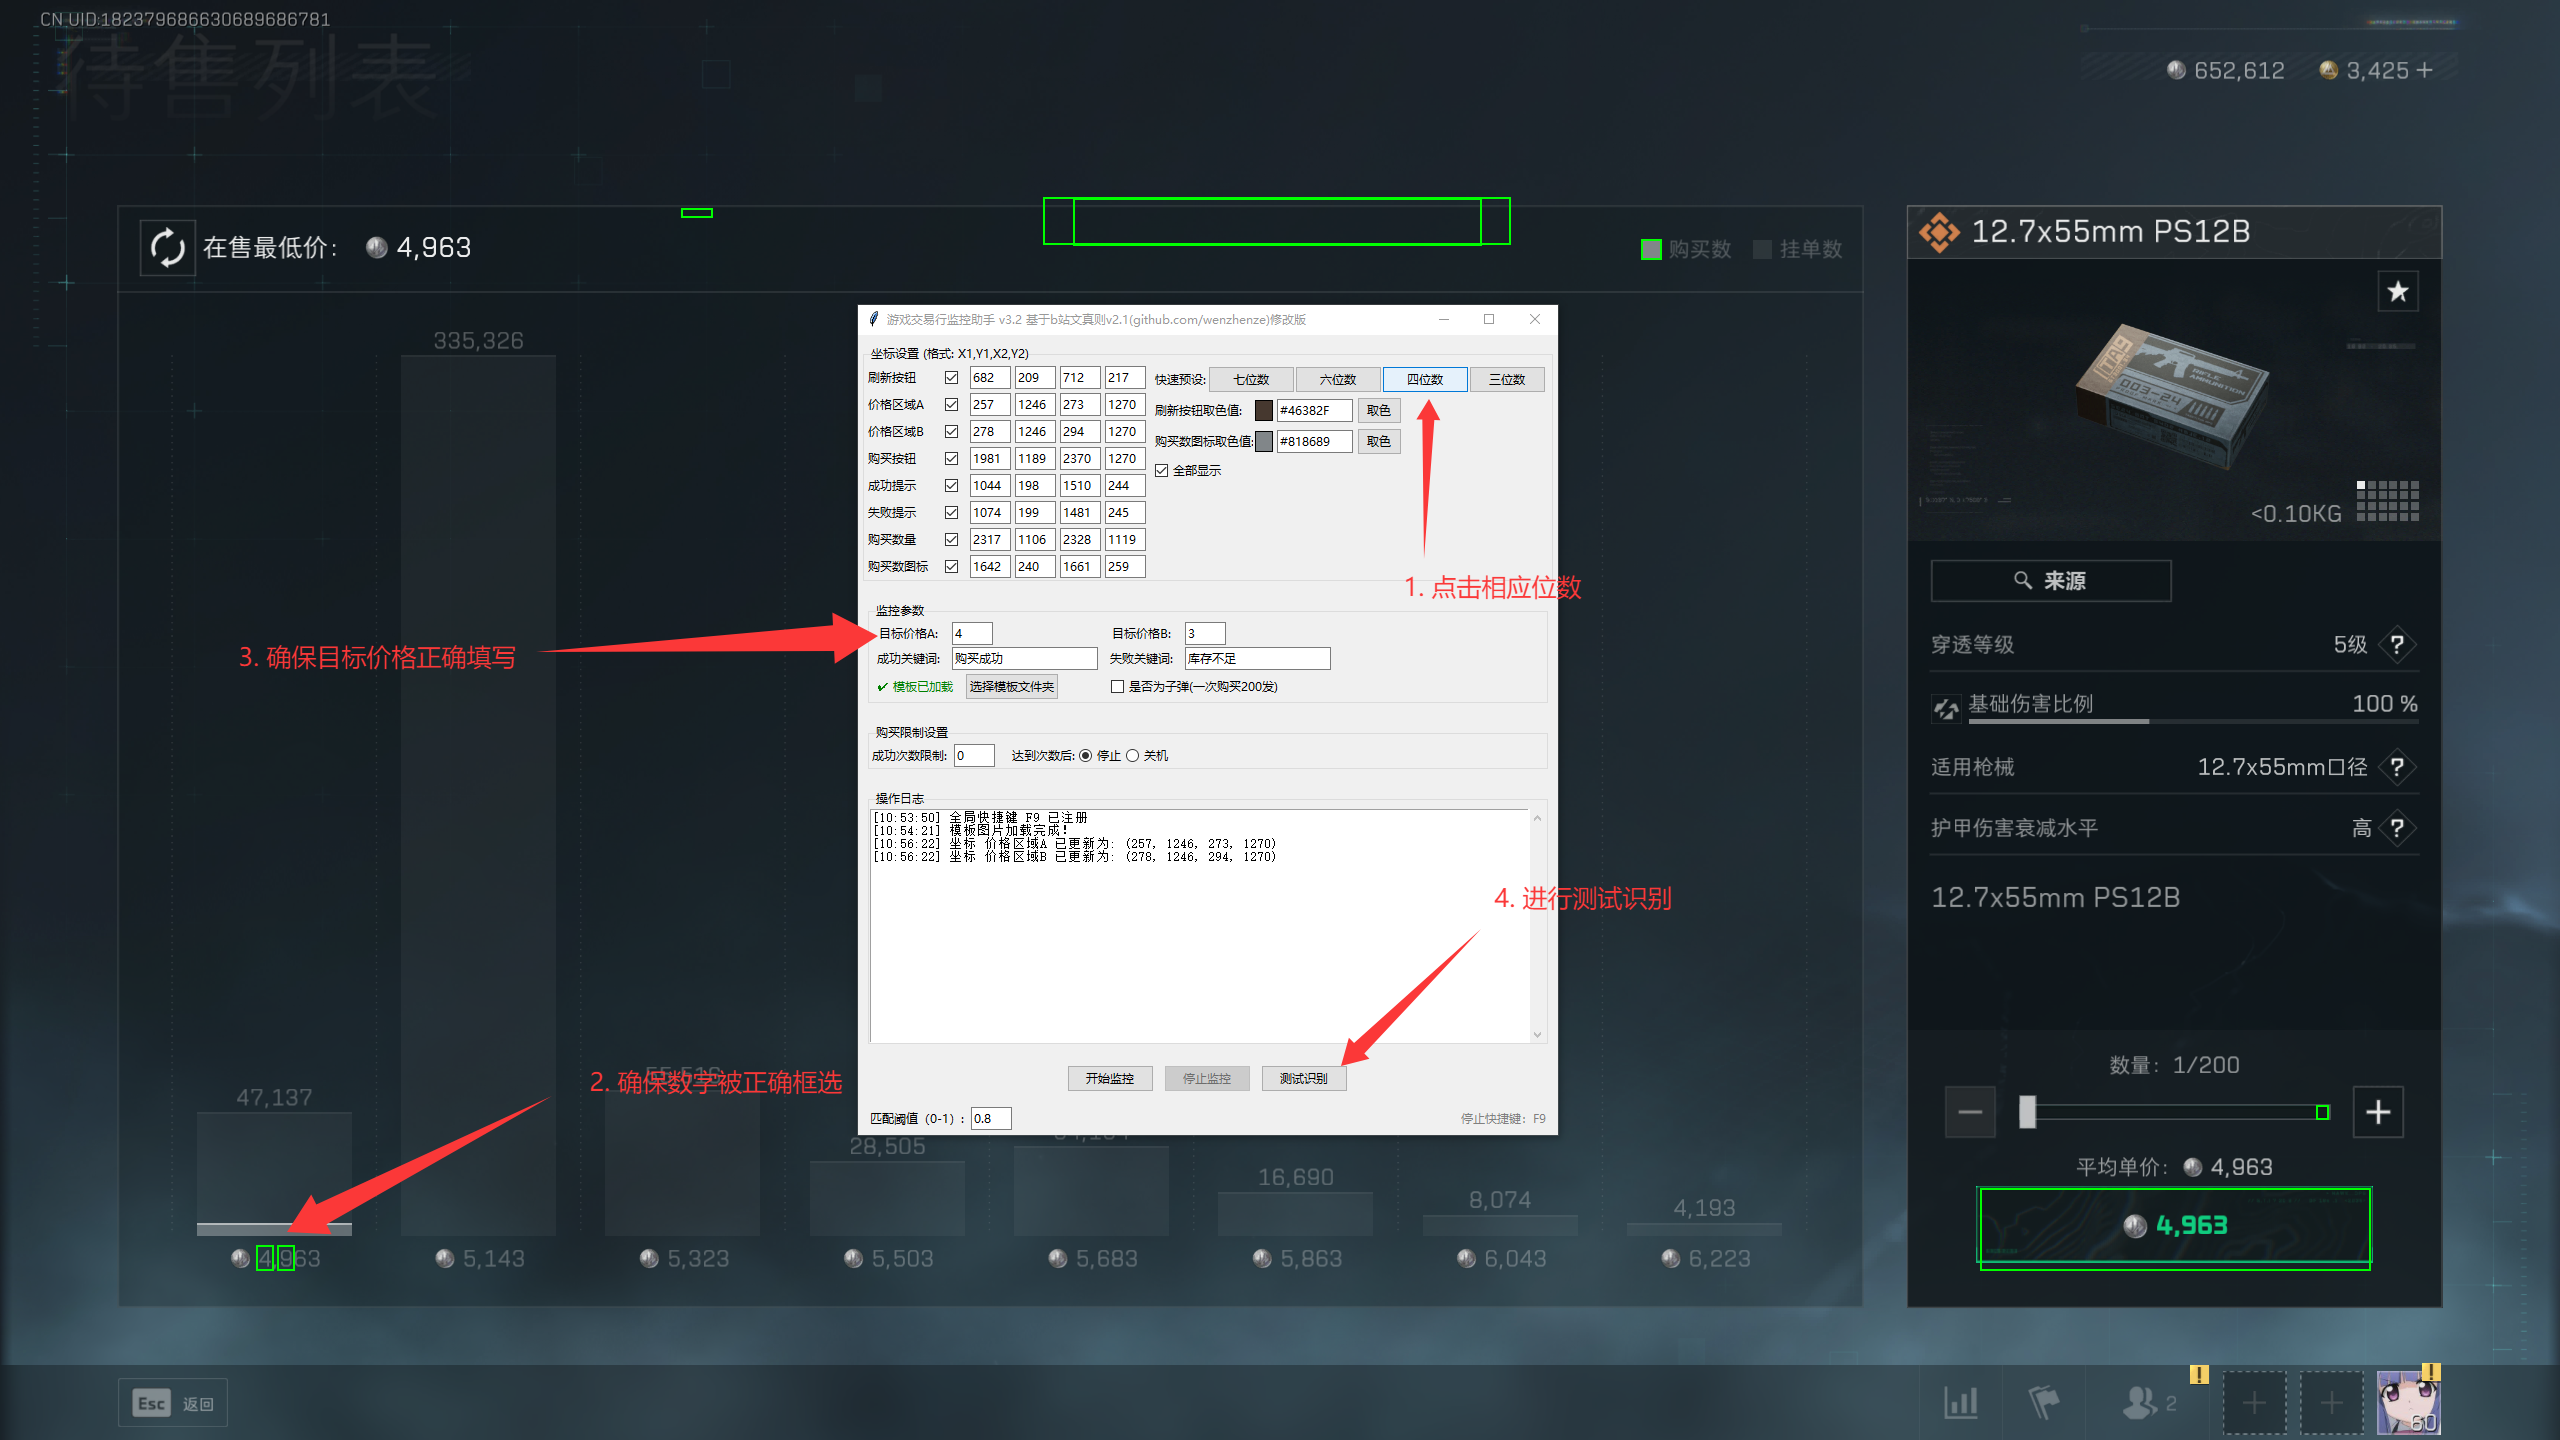 CN UID:182379686630689686781
待售列表
652,612
3,425 +
在售最低价：
4,963
购买数
挂单数
335,326
47,137
28,505
16,690
8,074
4,193
4,963
5,143
5,323
5,503
5,683
5,863
6,043
6,223
游戏交易行监控助手 v3.2 基于b站文真则v2.1(github.com/wenzhenze)修改版
坐标设置 (格式: X1,Y1,X2,Y2)
刷新按钮 682 209 712 217
价格区域A 257 1246 273 1270
价格区域B 278 1246 294 1270
购买按钮 1981 1189 2370 1270
成功提示 1044 198 1510 244
失败提示 1074 199 1481 245
购买数量 2317 1106 2328 1119
购买数图标 1642 240 1661 259
快速预设: 七位数 六位数 四位数 三位数
刷新按钮取色值: #46382F 取色
购买数图标取色值: #818689 取色
全部显示
1. 点击相应位数
监控参数
目标价格A: 4 目标价格B: 3
成功关键词: 购买成功 失败关键词: 库存不足
✔ 模板已加载 选择模板文件夹 是否为子弹(一次购买200发)
3. 确保目标价格正确填写
购买限制设置
成功次数限制: 0 达到次数后: 停止 关机
操作日志
[10:53:50] 全局快捷键 F9 已注册
[10:54:21] 模板图片加载完成!
[10:56:22] 坐标 价格区域A 已更新为: (257, 1246, 273, 1270)
[10:56:22] 坐标 价格区域B 已更新为: (278, 1246, 294, 1270)
4. 进行测试识别
2. 确保数字被正确框选
开始监控 停止监控 测试识别
匹配阈值（0-1）: 0.8
停止快捷键: F9
12.7x55mm PS12B
MTAG
RIFLE
AMMUNITION
003-24
<0.10KG
来源
穿透等级 5级 ?
基础伤害比例 100 %
适用枪械 12.7x55mm口径 ?
护甲伤害衰减水平 高 ?
12.7x55mm PS12B
数量：1/200
平均单价： 4,963
4,963
Esc 返回
2
60